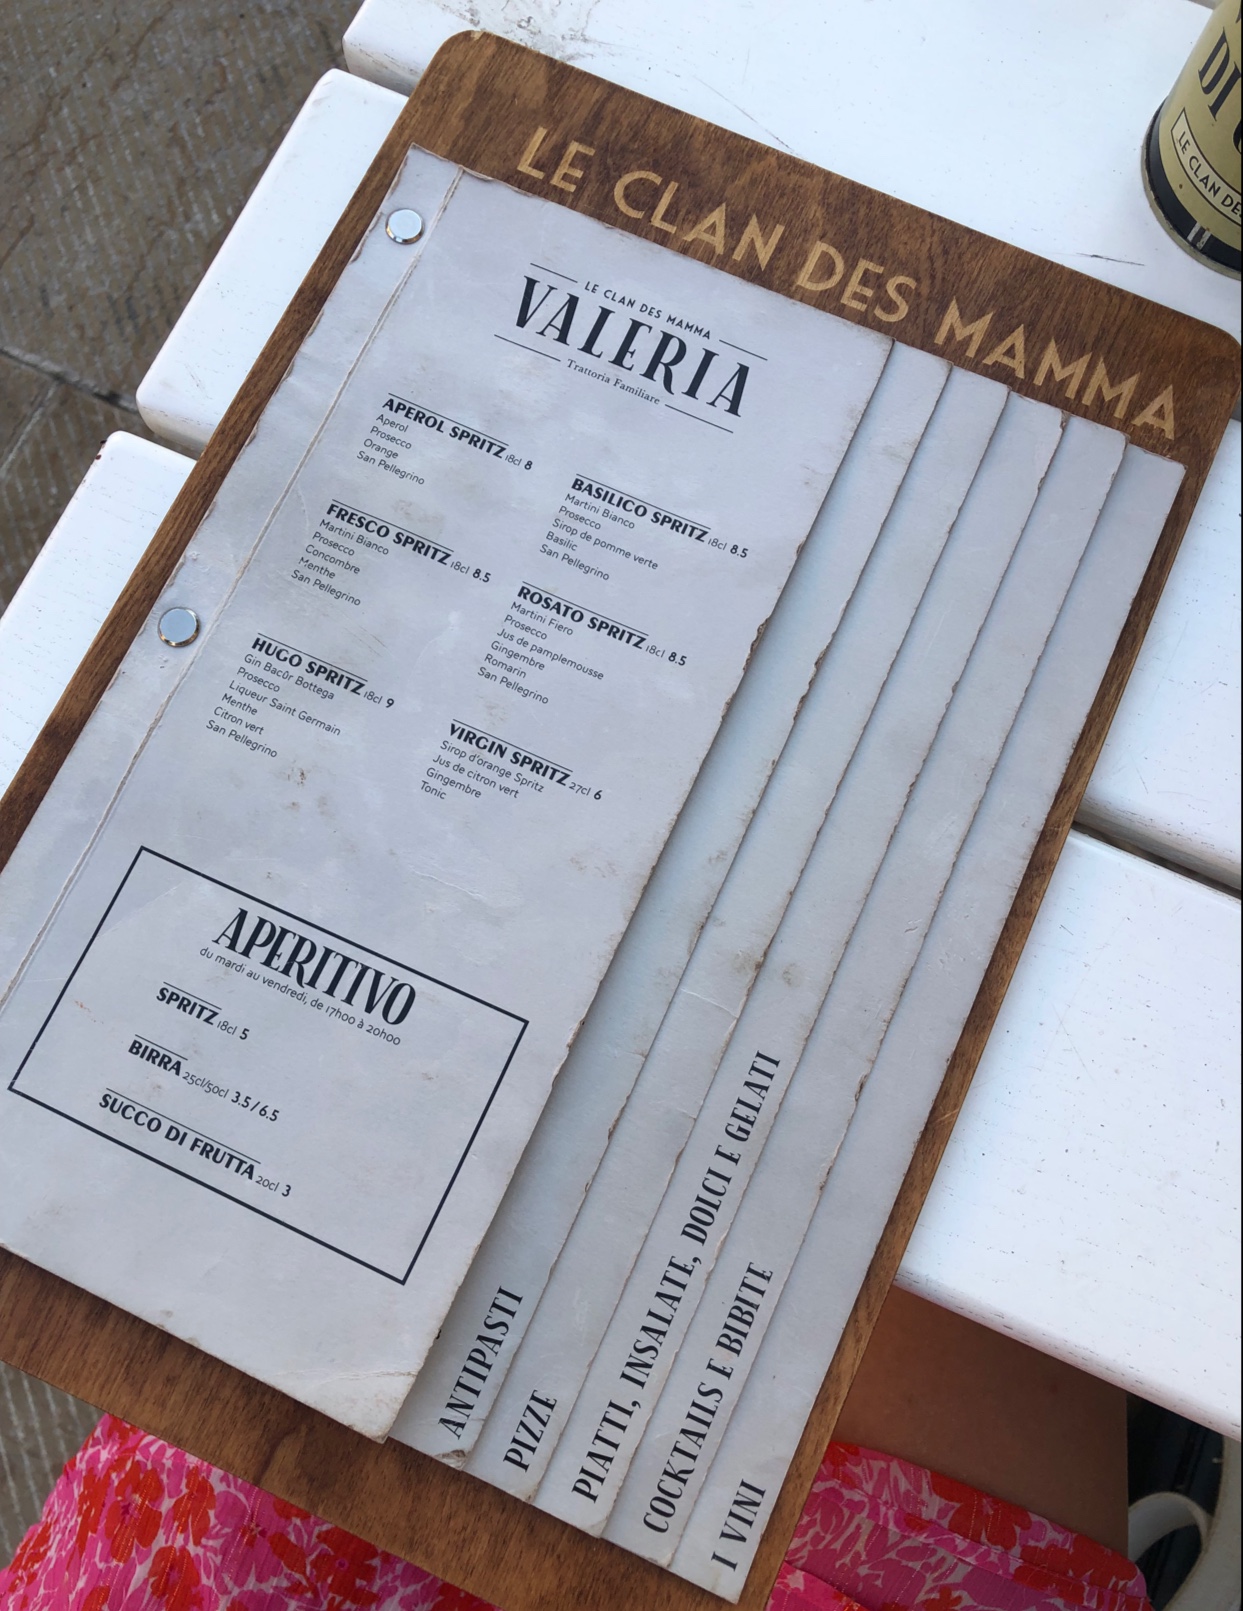 LE CLAN DES MAMMA
LE CLAN DES MAMMA
VALERIA
Trattoria Familiare
APEROL SPRITZ 18cl 8
Aperol
Prosecco
Orange
San Pellegrino
BASILICO SPRITZ 18cl 8.5
Martini Bianco
Prosecco
Sirop de pomme verte
Basilic
San Pellegrino
FRESCO SPRITZ 18cl 8.5
Martini Bianco
Prosecco
Concombre
Menthe
San Pellegrino
ROSATO SPRITZ 18cl 8.5
Martini Fiero
Prosecco
Jus de pamplemousse
Gingembre
Romarin
San Pellegrino
HUGO SPRITZ 18cl 9
Gin Bacûr Bottega
Prosecco
Liqueur Saint Germain
Menthe
Citron vert
San Pellegrino
VIRGIN SPRITZ 27cl 6
Sirop d'orange Spritz
Jus de citron vert
Gingembre
Tonic
APERITIVO
du mardi au vendredi, de 17h00 à 20h00
SPRITZ 18cl 5
BIRRA 25cl/50cl 3.5/6.5
SUCCO DI FRUTTA 20cl 3
ANTIPASTI
PIZZE
PIATTI, INSALATE, DOLCI E GELATI
COCKTAILS E BIBITE
I VINI
DI
LE CLAN DE